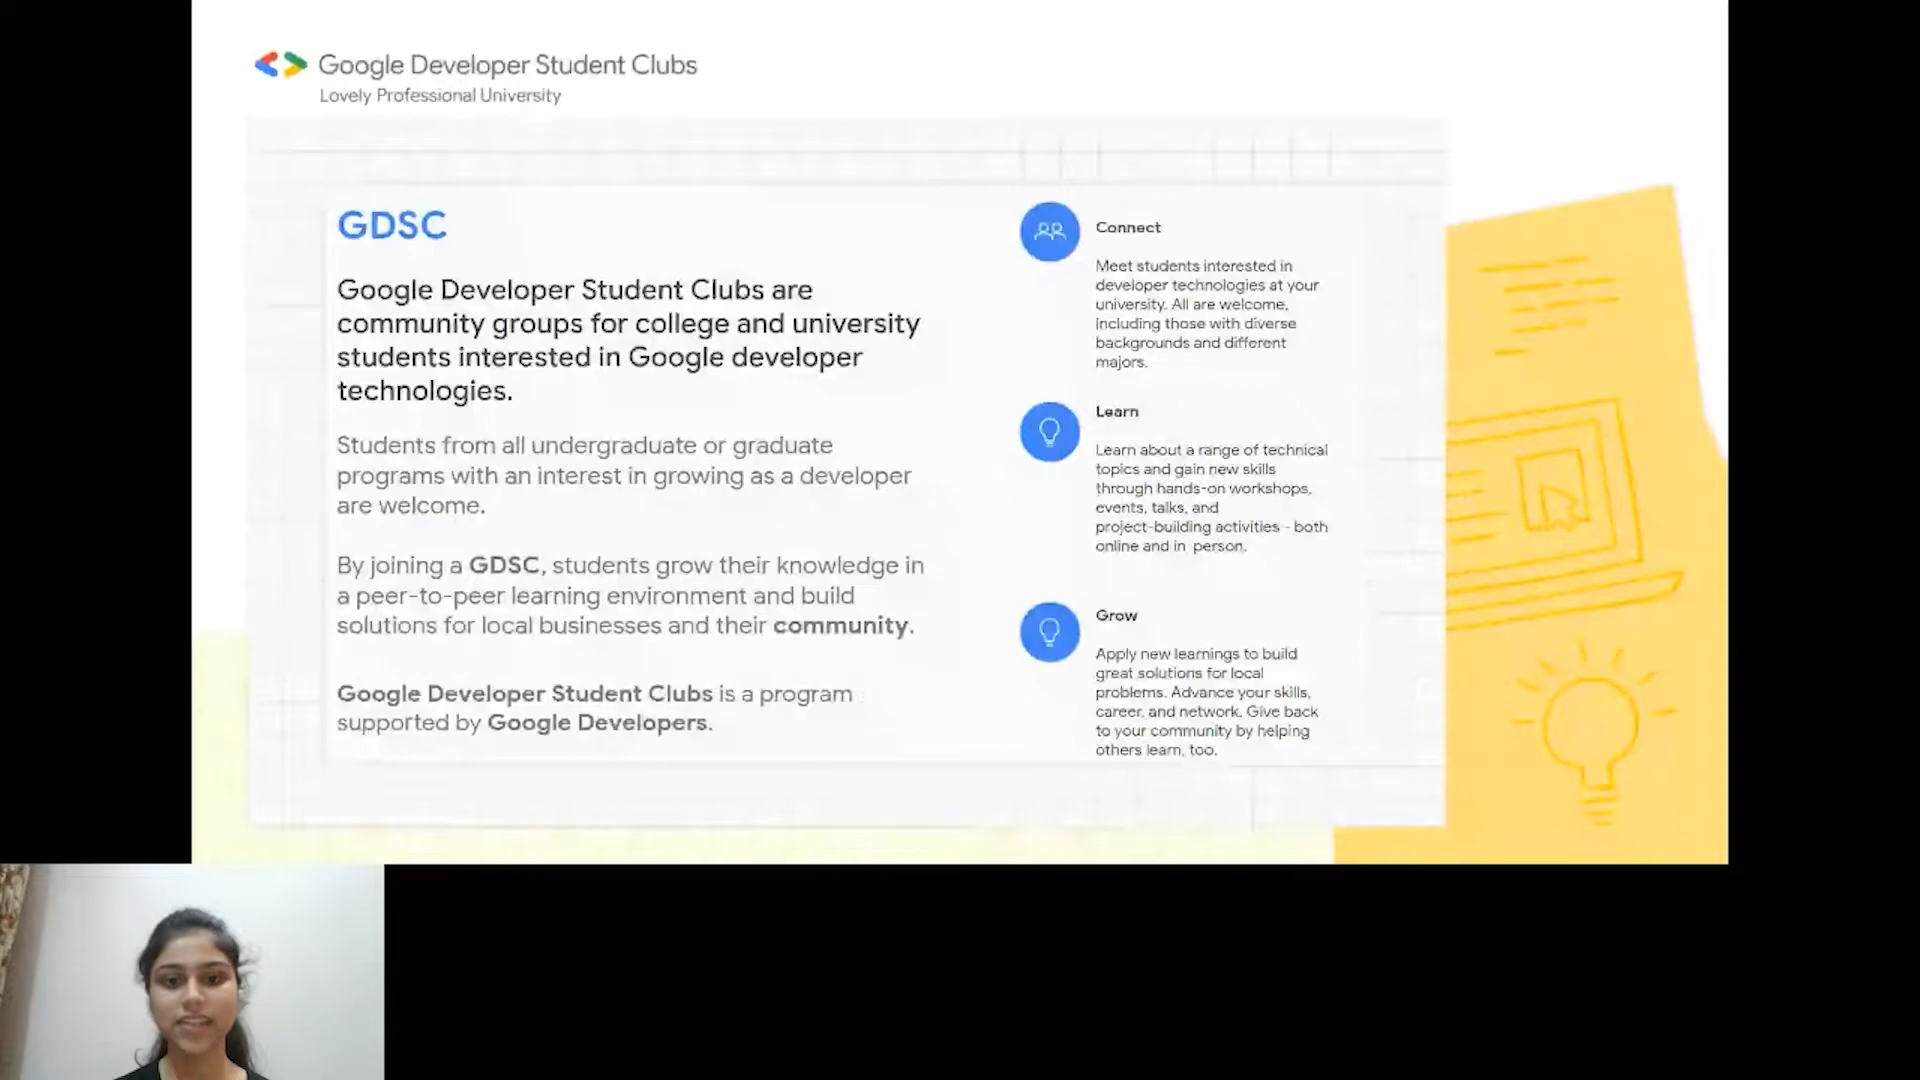 Google Developer Student Clubs
Lovely Professional University
GDSC
Google Developer Student Clubs are
community groups for college and university
students interested in Google developer
technologies.
Students from all undergraduate or graduate
programs with an interest in growing as a developer
are welcome.
By joining a GDSC, students grow their knowledge in
a peer-to-peer learning environment and build
solutions for local businesses and their community.
Google Developer Student Clubs is a program
supported by Google Developers.
Connect
Meet students interested in
developer technologies at your
university. All are welcome,
including those with diverse
backgrounds and different
majors.
Learn
Learn about a range of technical
topics and gain new skills
through hands-on workshops,
events, talks, and
project-building activities - both
online and in person.
Grow
Apply new learnings to build
great solutions for local
problems. Advance your skills,
career, and network. Give back
to your community by helping
others learn, too.